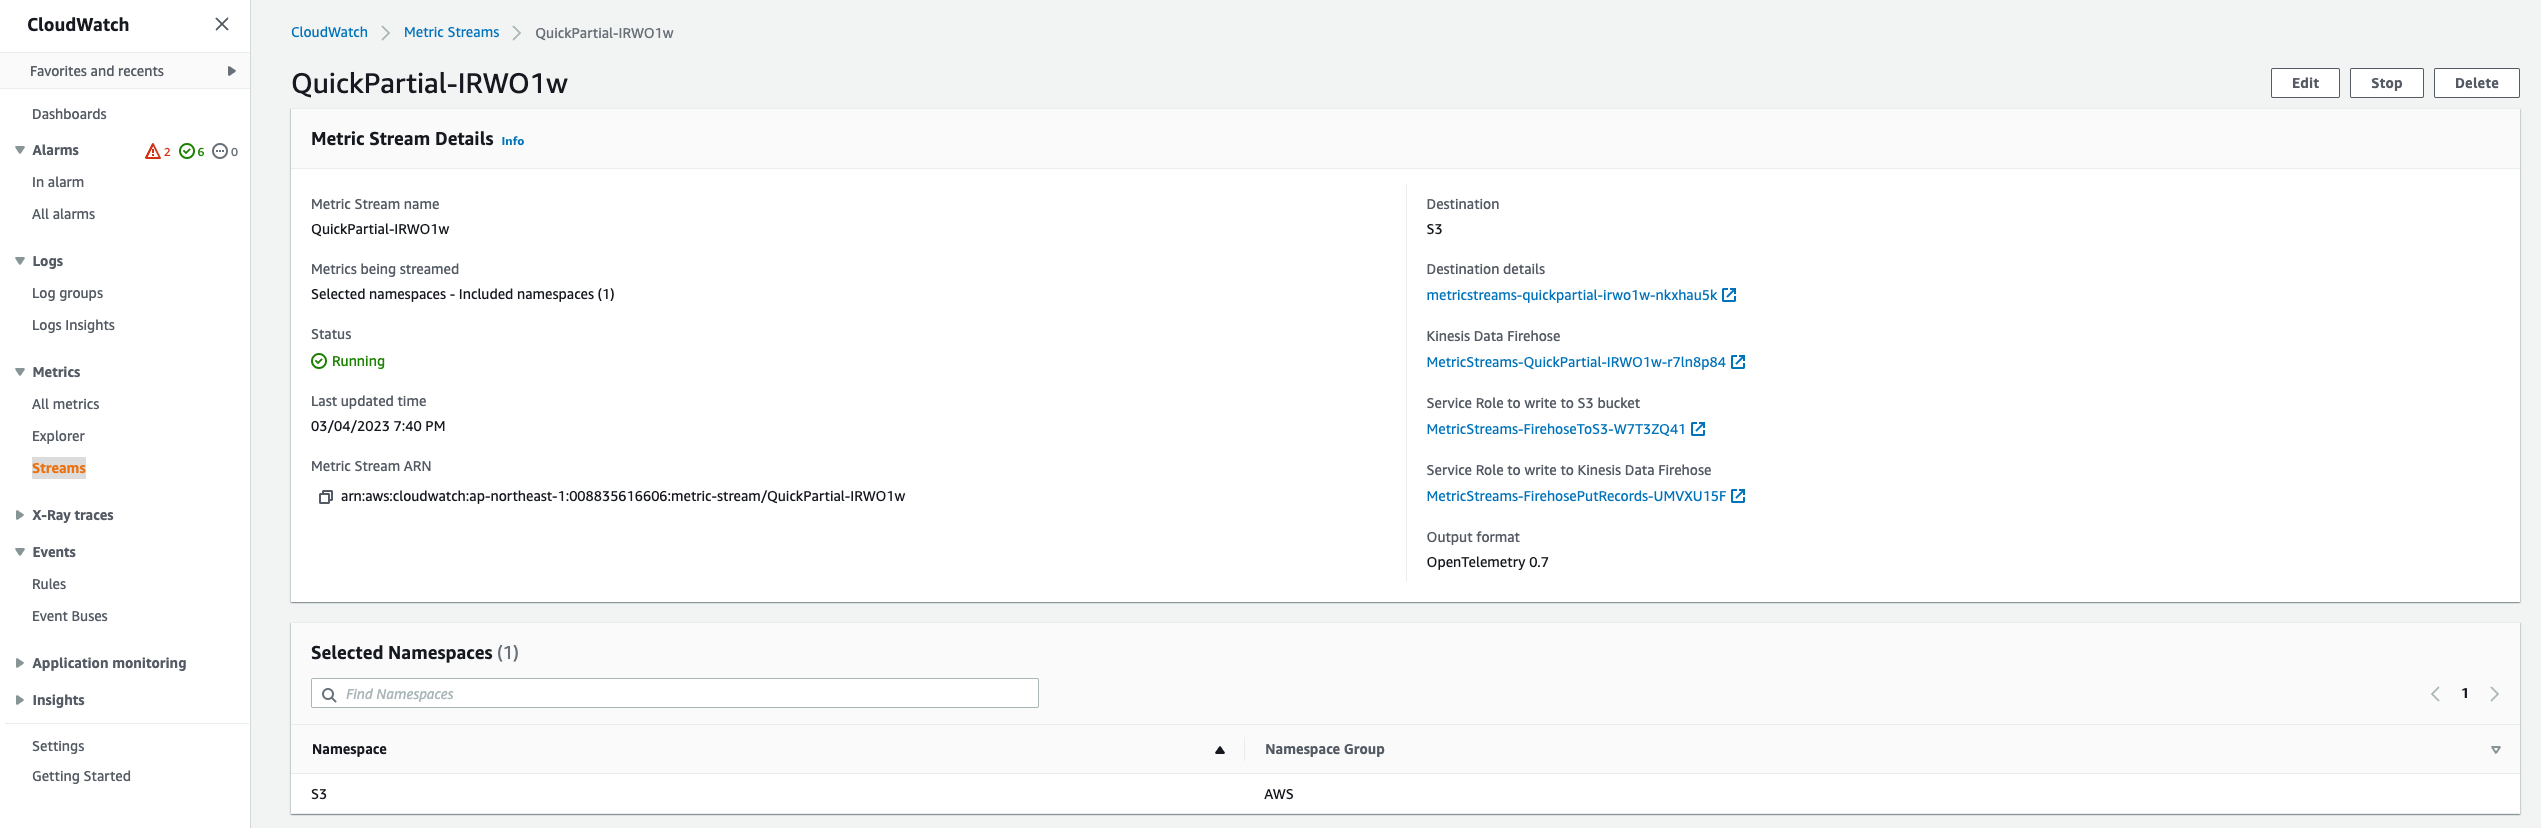 CloudWatch
Favorites and recents
Dashboards
Alarms 2 6 0
In alarm
All alarms
Logs
Log groups
Logs Insights
Metrics
All metrics
Explorer
Streams
X-Ray traces
Events
Rules
Event Buses
Application monitoring
Insights
Settings
Getting Started
CloudWatch Metric Streams QuickPartial-IRWO1w
QuickPartial-IRWO1w
Edit Stop Delete
Metric Stream Details Info
Metric Stream name
QuickPartial-IRWO1w
Metrics being streamed
Selected namespaces - Included namespaces (1)
Status
Running
Last updated time
03/04/2023 7:40 PM
Metric Stream ARN
arn:aws:cloudwatch:ap-northeast-1:008835616606:metric-stream/QuickPartial-IRWO1w
Destination
S3
Destination details
metricstreams-quickpartial-irwo1w-nkxhau5k
Kinesis Data Firehose
MetricStreams-QuickPartial-IRWO1w-r7ln8p84
Service Role to write to S3 bucket
MetricStreams-FirehoseToS3-W7T3ZQ41
Service Role to write to Kinesis Data Firehose
MetricStreams-FirehosePutRecords-UMVXU15F
Output format
OpenTelemetry 0.7
Selected Namespaces (1)
Find Namespaces
1
Namespace Namespace Group
S3 AWS